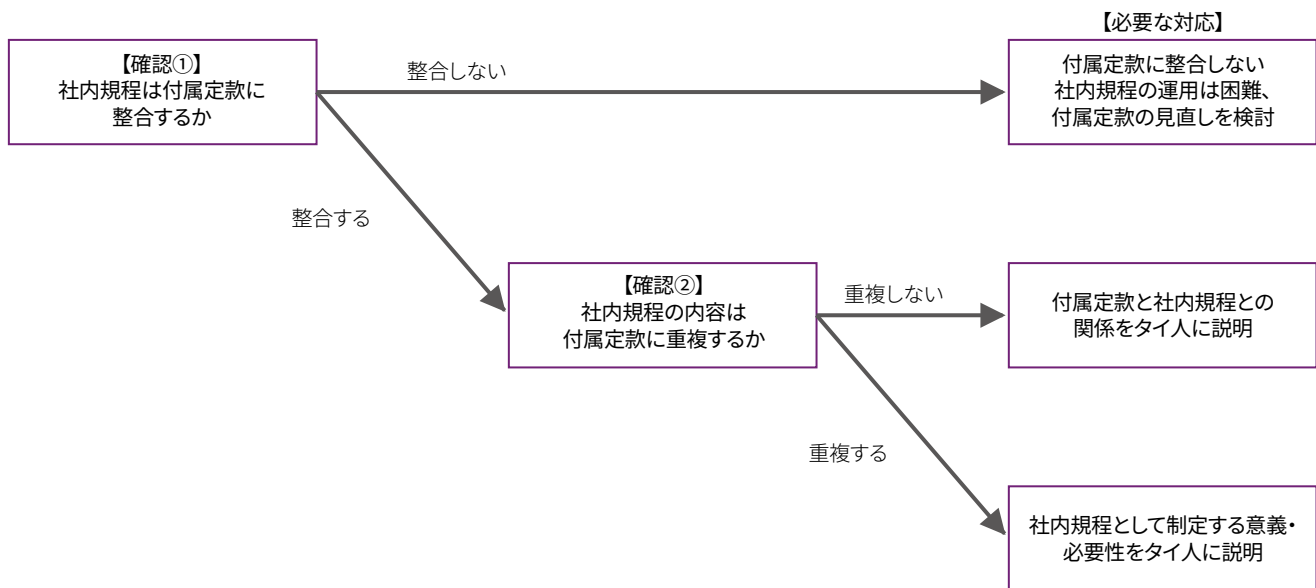 【必要な対応】
【確認①】
社内規程は付属定款に
整合するか
整合しない
付属定款に整合しない
社内規程の運用は困難、
付属定款の見直しを検討
整合する
【確認②】
社内規程の内容は
付属定款に重複するか
重複しない
付属定款と社内規程との
関係をタイ人に説明
重複する
社内規程として制定する意義・
必要性をタイ人に説明